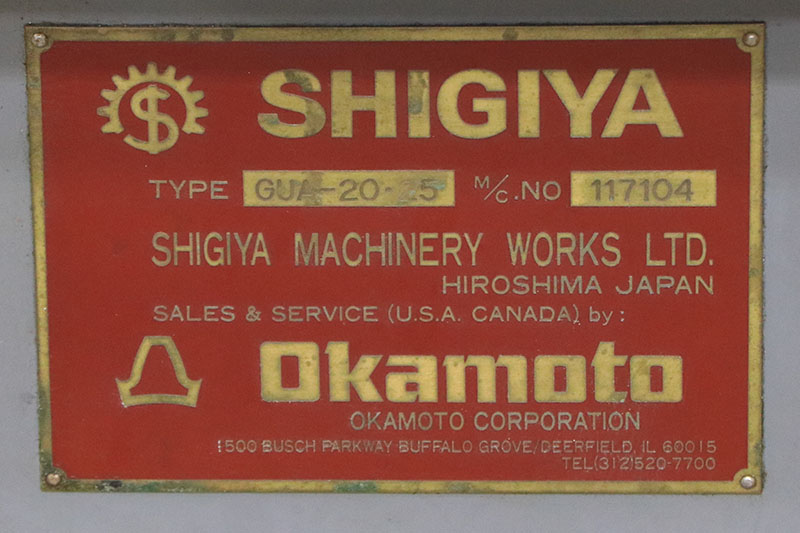 SHIGIYA
TYPE GUA-20-25 M/C.NO 117104
SHIGIYA MACHINERY WORKS LTD.
HIROSHIMA JAPAN
SALES & SERVICE (U.S.A. CANADA) by:
Okamoto
OKAMOTO CORPORATION
1500 BUSCH PARKWAY BUFFALO GROVE/DEERFIELD, IL 60015
TEL(312)520-7700